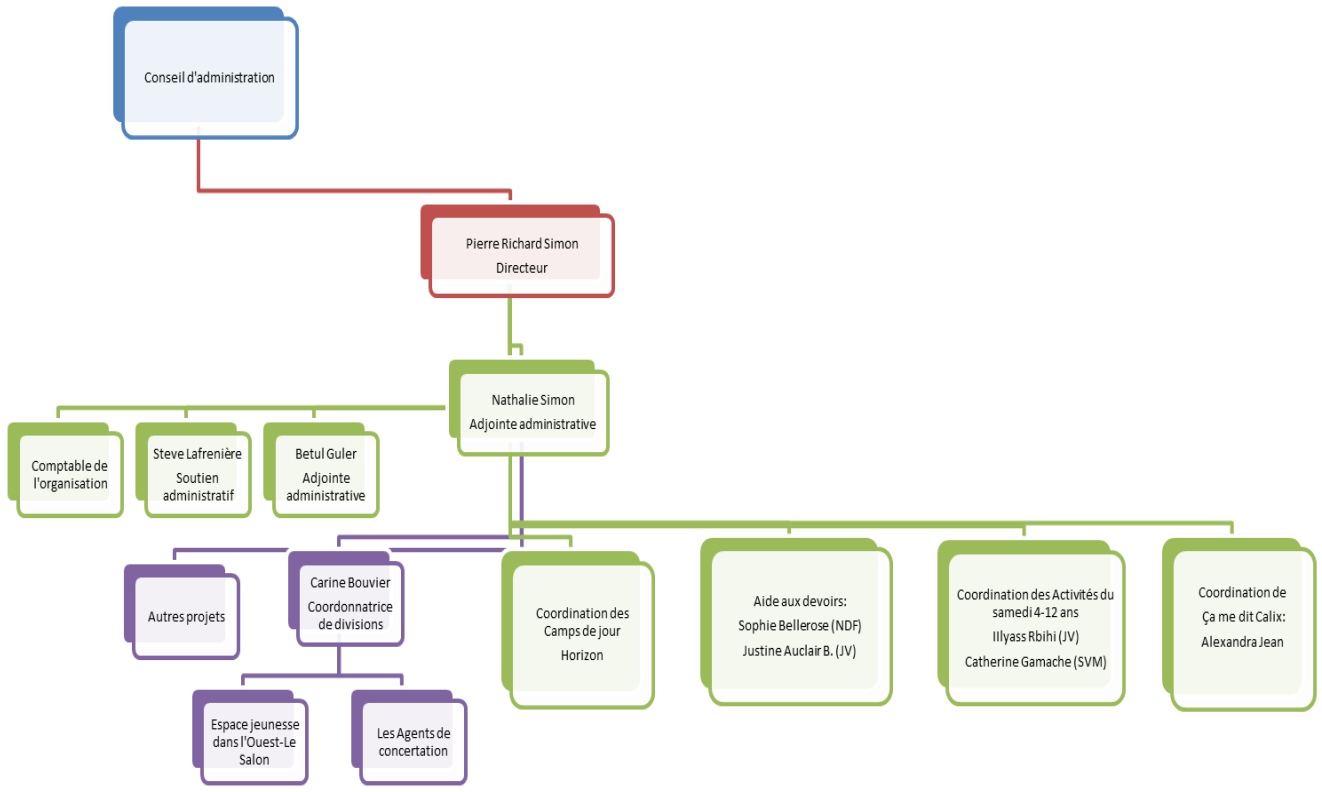 Conseil d'administration
Pierre Richard Simon
Directeur
Nathalie Simon
Adjointe administrative
Comptable de
l'organisation
Steve Lafrenière
Soutien
administratif
Betul Guler
Adjointe
administrative
Autres projets
Carine Bouvier
Coordonnatrice
de divisions
Coordination des
Camps de jour
Horizon
Aide aux devoirs:
Sophie Bellerose (NDF)
Justine Auclair B. (JV)
Coordination des Activités du
samedi 4-12 ans
IIlyass Rbihi (JV)
Catherine Gamache (SVM)
Coordination de
Ça me dit Calix:
Alexandra Jean
Espace jeunesse
dans l'Ouest-Le
Salon
Les Agents de
concertation